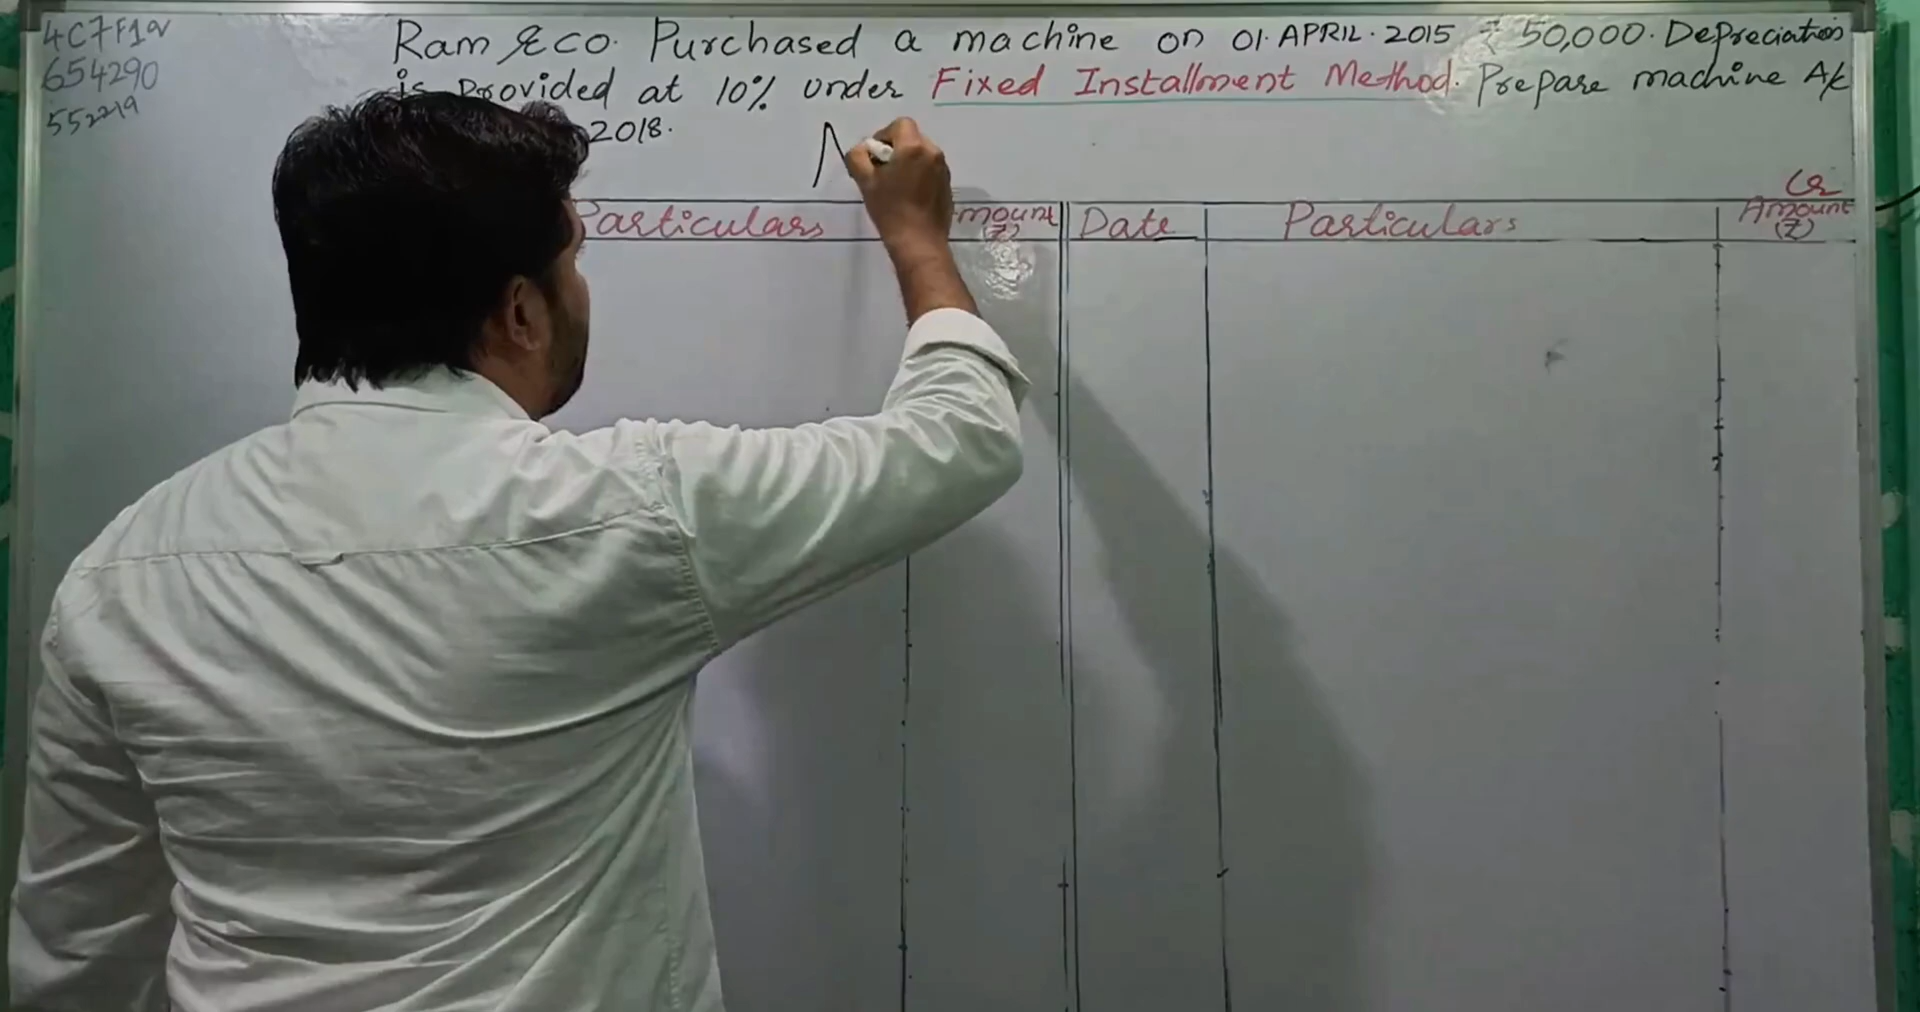 4C7F1av
654290
552219
Ram & co. Purchased a machine on 01.APRIL.2015 ₹ 50,000. Depreciation
is provided at 10% under Fixed Installment Method. Prepare machine A/c
2018.
Cr
Particulars Amount (₹) Date Particulars Amount (₹)